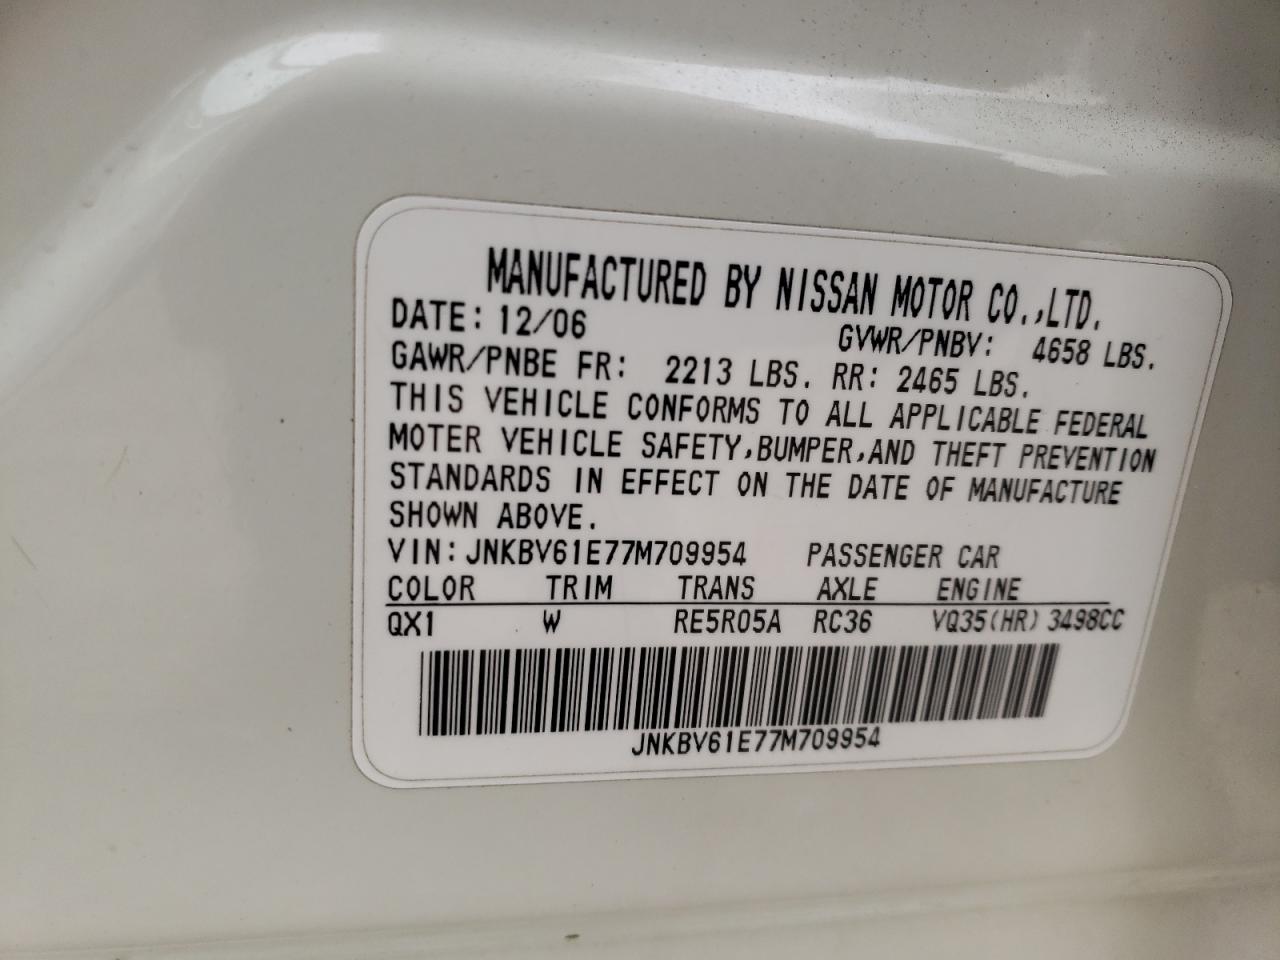 MANUFACTURED BY NISSAN MOTOR CO.,LTD.
DATE: 12/06 GVWR/PNBV: 4658 LBS.
GAWR/PNBE FR: 2213 LBS. RR: 2465 LBS.
THIS VEHICLE CONFORMS TO ALL APPLICABLE FEDERAL
MOTER VEHICLE SAFETY,BUMPER,AND THEFT PREVENTION
STANDARDS IN EFFECT ON THE DATE OF MANUFACTURE
SHOWN ABOVE.
VIN: JNKBV61E77M709954 PASSENGER CAR
COLOR TRIM TRANS AXLE ENGINE
QX1 W RE5R05A RC36 VQ35(HR) 3498CC
JNKBV61E77M709954